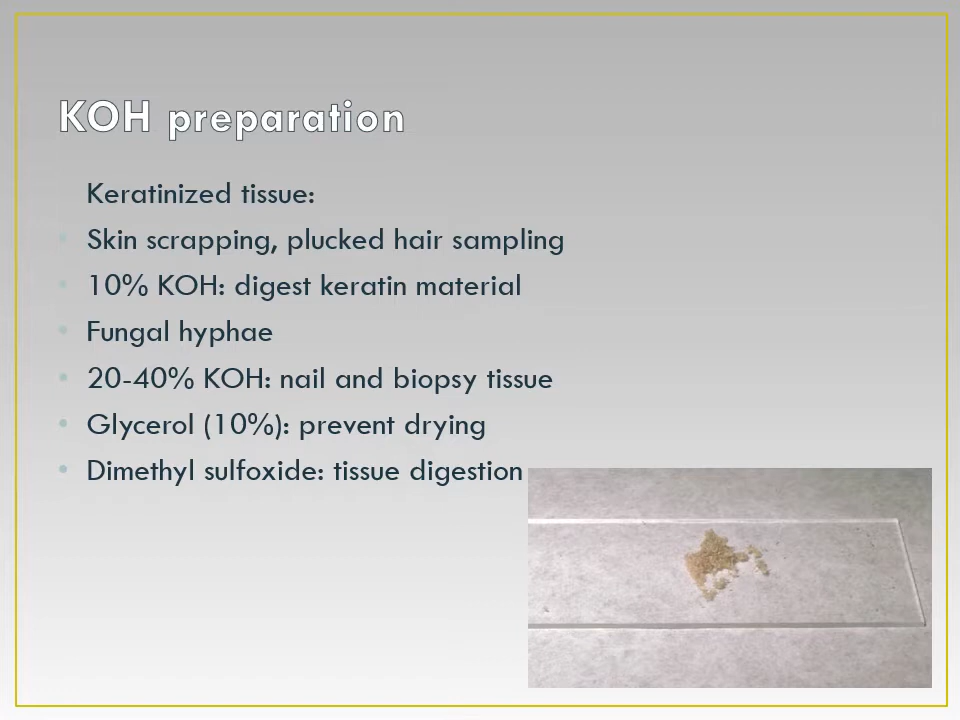 KOH preparation
Keratinized tissue:
• Skin scrapping, plucked hair sampling
• 10% KOH: digest keratin material
• Fungal hyphae
• 20-40% KOH: nail and biopsy tissue
• Glycerol (10%): prevent drying
• Dimethyl sulfoxide: tissue digestion